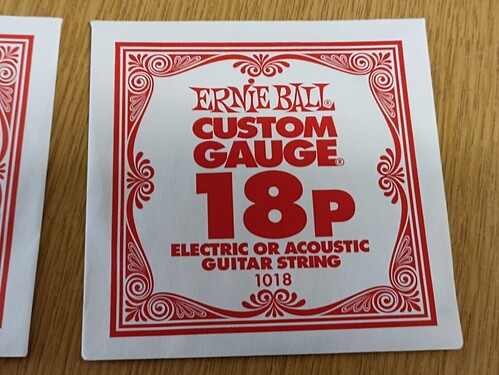 ERNIE BALL®
CUSTOM
GAUGE®
18P
ELECTRIC OR ACOUSTIC
GUITAR STRING
1018